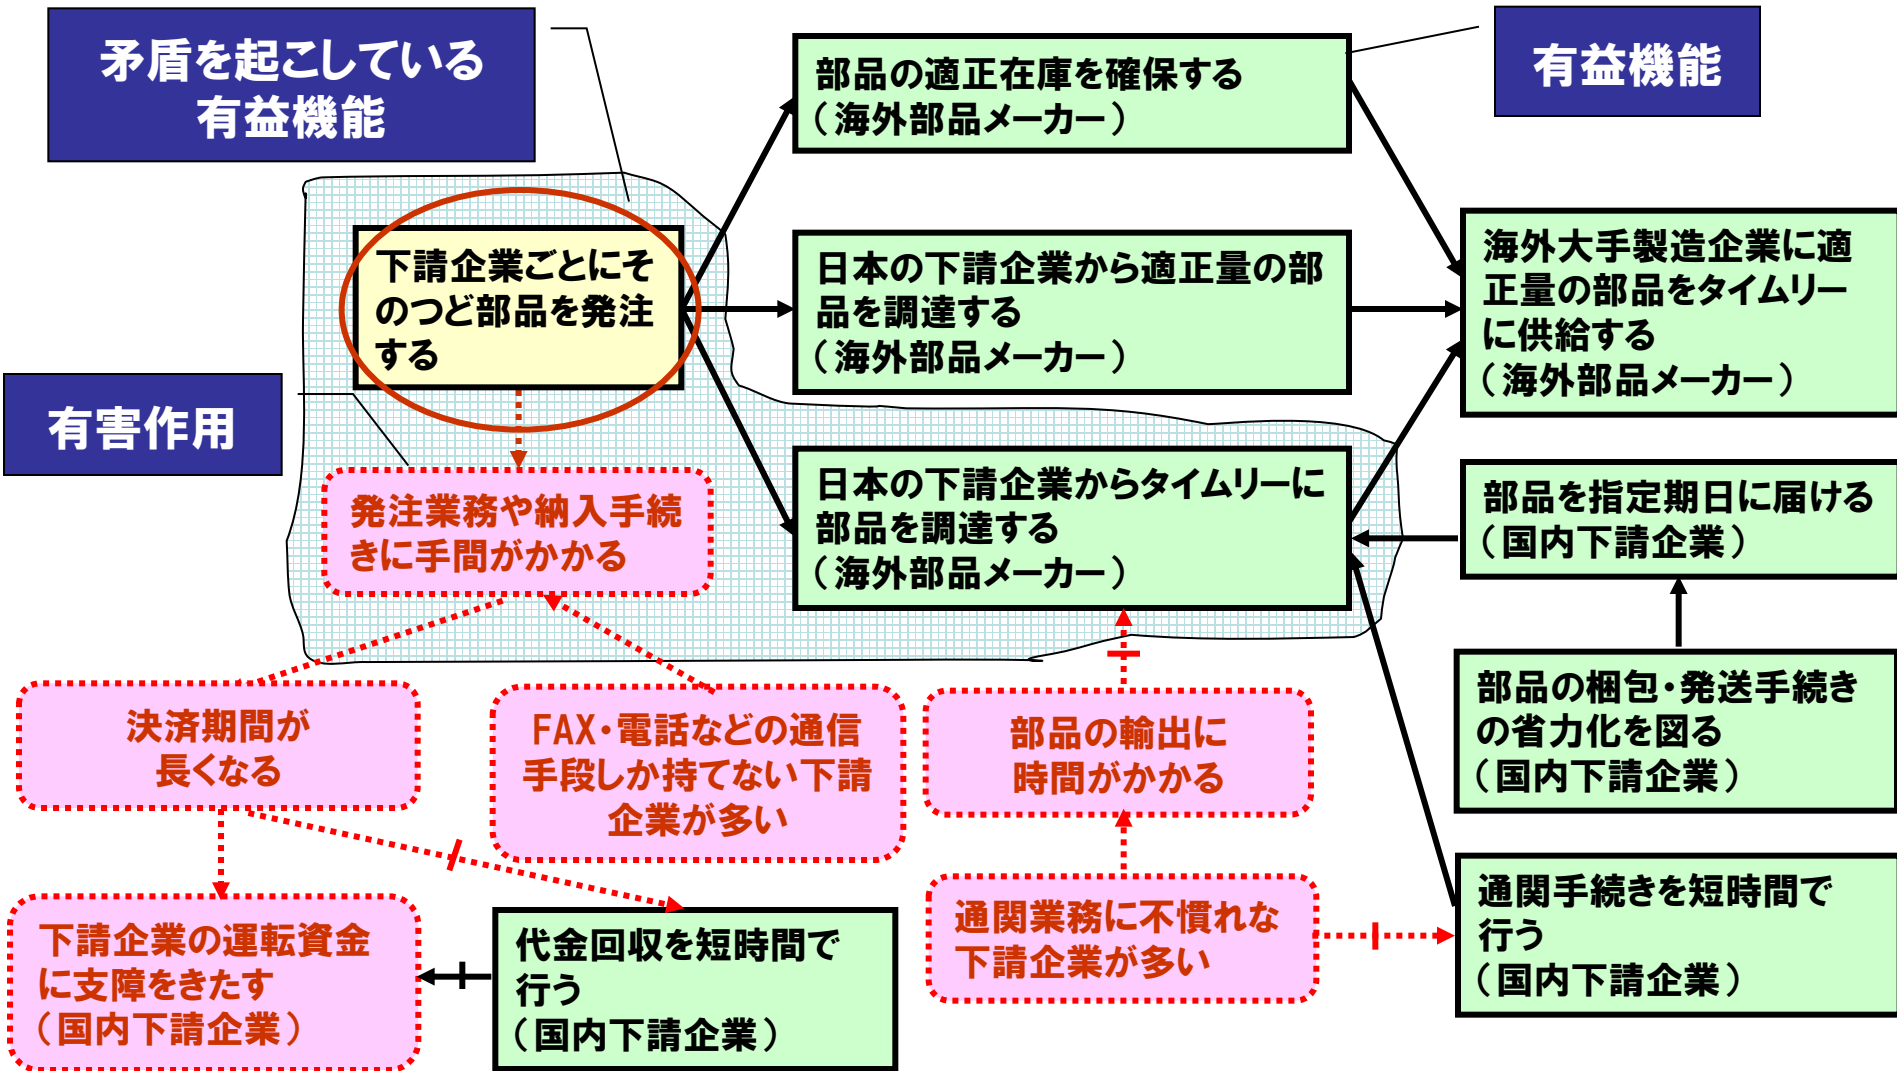 矛盾を起こしている
有益機能
有益機能
部品の適正在庫を確保する
（海外部品メーカー）
下請企業ごとにそ
のつど部品を発注
する
日本の下請企業から適正量の部
品を調達する
（海外部品メーカー）
海外大手製造企業に適
正量の部品をタイムリー
に供給する
（海外部品メーカー）
有害作用
発注業務や納入手続
きに手間がかかる
日本の下請企業からタイムリーに
部品を調達する
（海外部品メーカー）
部品を指定期日に届ける
（国内下請企業）
決済期間が
長くなる
FAX・電話などの通信
手段しか持てない下請
企業が多い
部品の輸出に
時間がかかる
部品の梱包・発送手続き
の省力化を図る
（国内下請企業）
下請企業の運転資金
に支障をきたす
（国内下請企業）
代金回収を短時間で
行う
（国内下請企業）
通関業務に不慣れな
下請企業が多い
通関手続きを短時間で
行う
（国内下請企業）